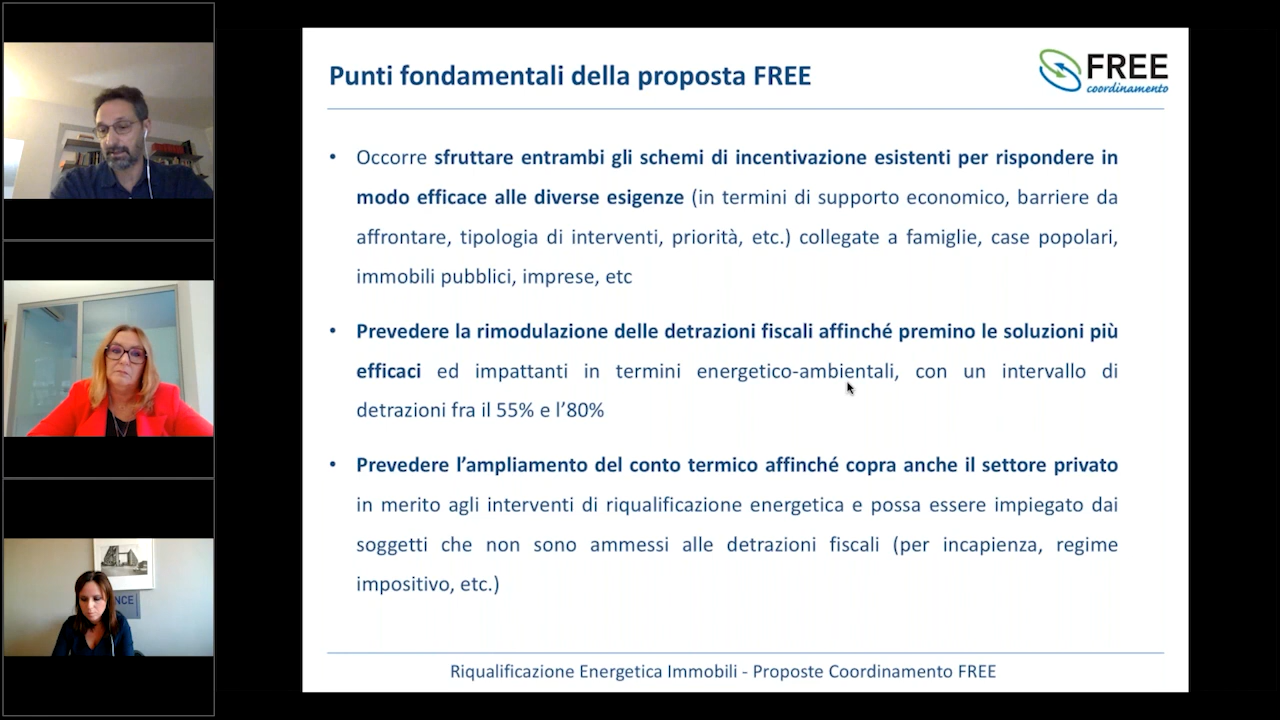 Punti fondamentali della proposta FREE
FREE
coordinamento
• Occorre sfruttare entrambi gli schemi di incentivazione esistenti per rispondere in
modo efficace alle diverse esigenze (in termini di supporto economico, barriere da
affrontare, tipologia di interventi, priorità, etc.) collegate a famiglie, case popolari,
immobili pubblici, imprese, etc
• Prevedere la rimodulazione delle detrazioni fiscali affinché premino le soluzioni più
efficaci ed impattanti in termini energetico-ambientali, con un intervallo di
detrazioni fra il 55% e l’80%
• Prevedere l’ampliamento del conto termico affinché copra anche il settore privato
in merito agli interventi di riqualificazione energetica e possa essere impiegato dai
soggetti che non sono ammessi alle detrazioni fiscali (per incapienza, regime
impositivo, etc.)
Riqualificazione Energetica Immobili - Proposte Coordinamento FREE
NCE